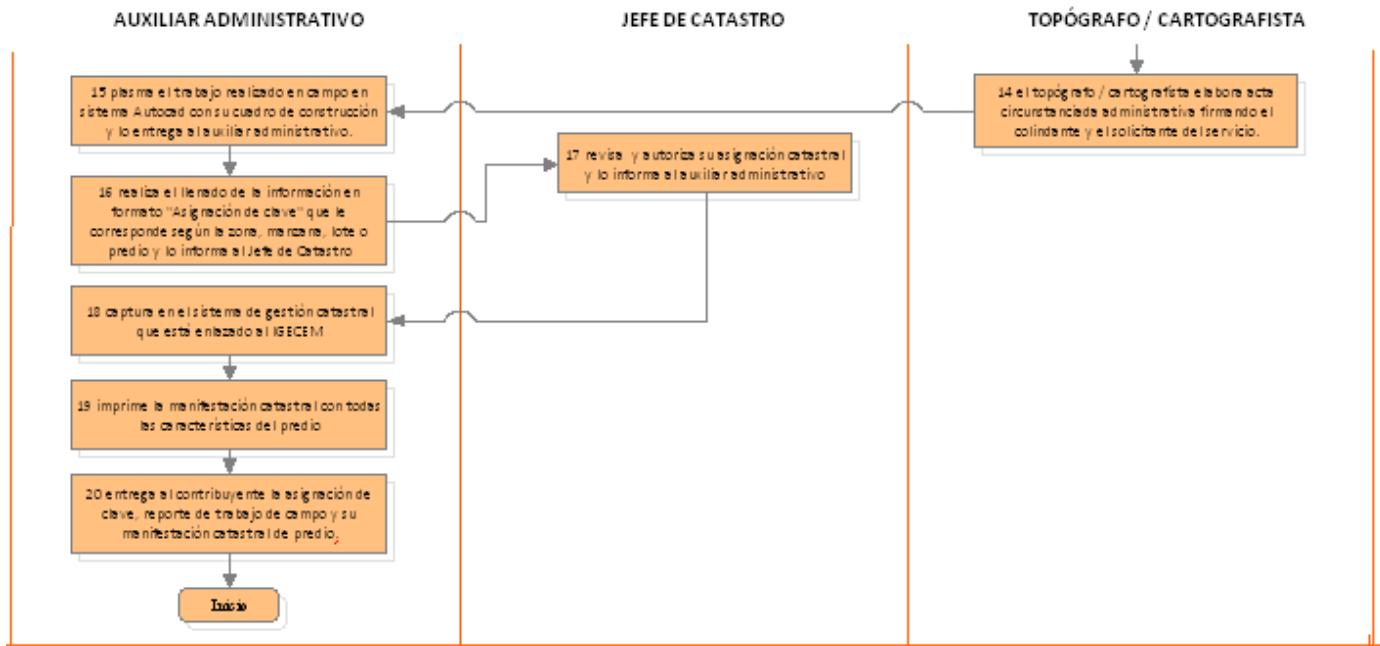 AUXILIAR ADMINISTRATIVO
JEFE DE CATASTRO
TOPÓGRAFO / CARTOGRAFISTA
14 el topógrafo / cartografista elabora acta
circunstanciada administrativa firmando el
colindante y el solicitante del servicio.
15 plasma el trabajo realizado en campo en
sistema Autocad con su cuadro de construcción
y lo entrega al auxiliar administrativo.
16 realiza el llenado de la información en
formato "Asignación de clave" que le
corresponde según la zona, manzana, lote o
predio y lo informa al Jefe de Catastro
17 revisa y autoriza su asignación catastral
y lo informa al auxiliar administrativo
18 captura en el sistema de gestión catastral
que está enlazado al IGECEM
19 imprime la manifestación catastral con todas
las características del predio
20 entrega al contribuyente la asignación de
clave, reporte de trabajo de campo y su
manifestación catastral de predio;
Inicio